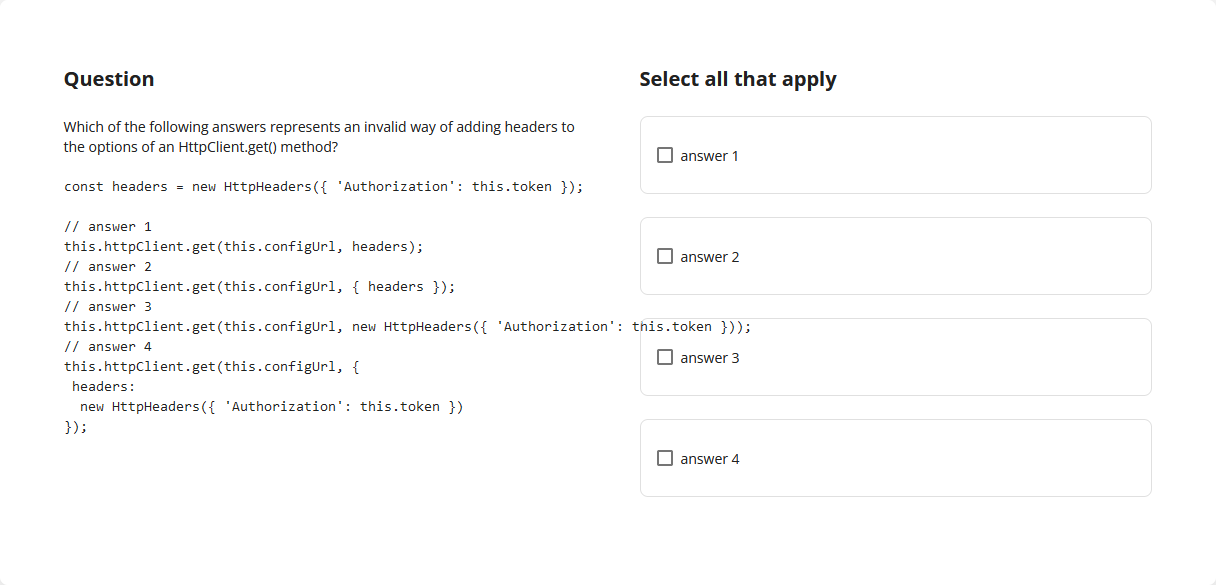 Question
Which of the following answers represents an invalid way of adding headers to
the options of an HttpClient.get() method?
const headers = new HttpHeaders({ 'Authorization': this.token });
// answer 1
this.httpClient.get(this.configUrl, headers);
// answer 2
this.httpClient.get(this.configUrl, { headers });
// answer 3
this.httpClient.get(this.configUrl, new HttpHeaders({ 'Authorization': this.token }));
// answer 4
this.httpClient.get(this.configUrl, {
 headers:
  new HttpHeaders({ 'Authorization': this.token })
});
Select all that apply
answer 1
answer 2
answer 3
answer 4